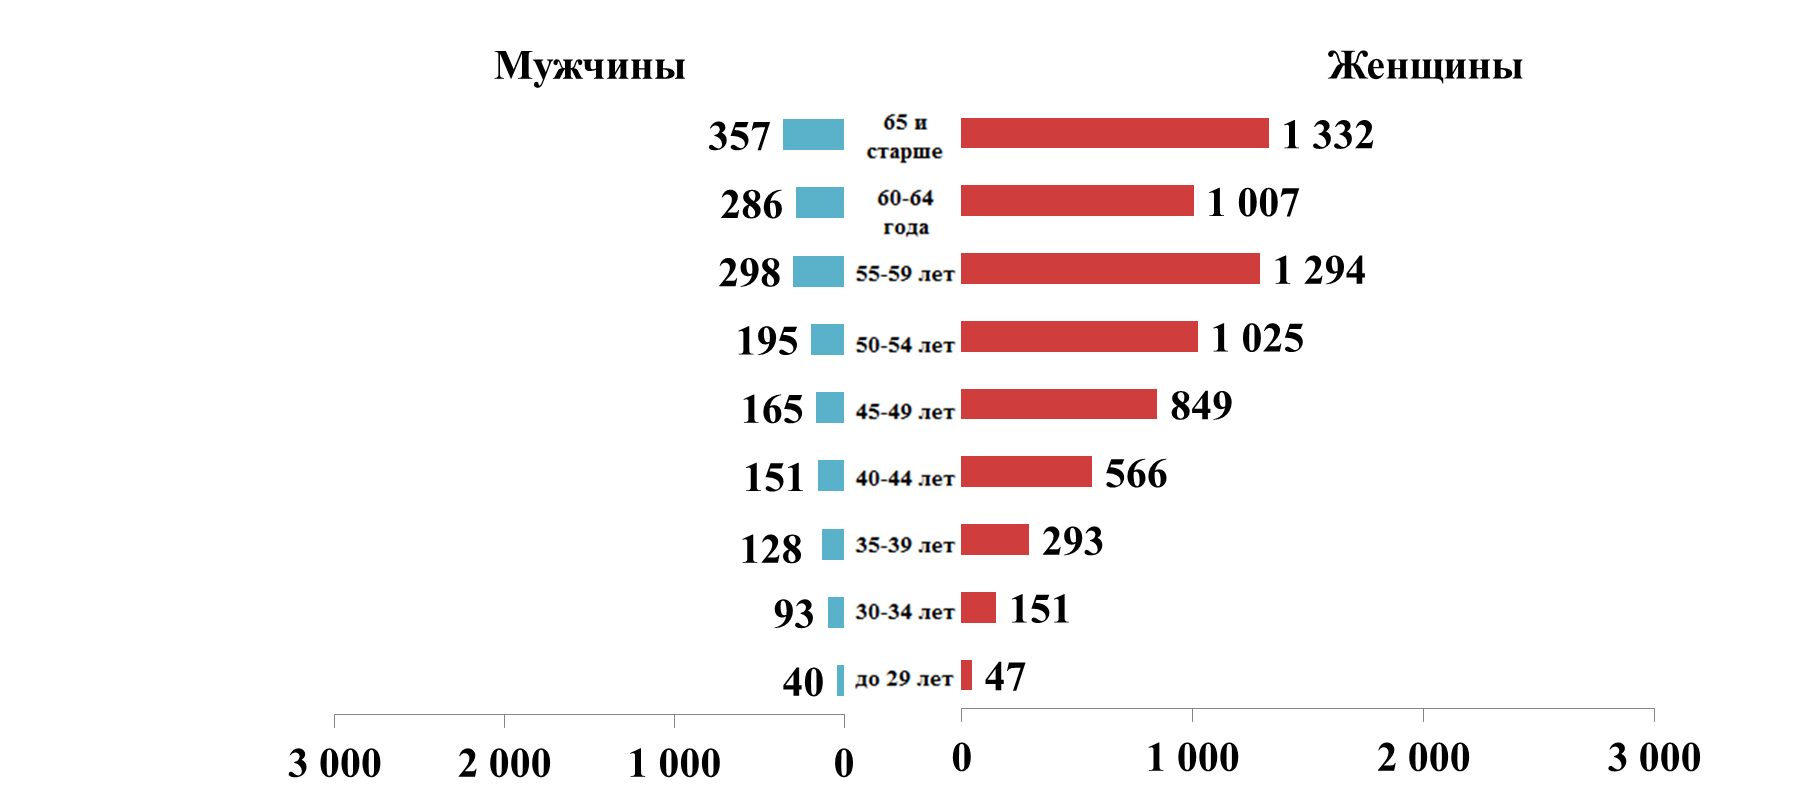 Мужчины Женщины
357 65 и 1 332
старше
286 60-64 1 007
года
298 55-59 лет 1 294
195 50-54 лет 1 025
165 45-49 лет 849
151 40-44 лет 566
128 35-39 лет 293
93 30-34 лет 151
40 до 29 лет 47
3 000 2 000 1 000 0 0 1 000 2 000 3 000